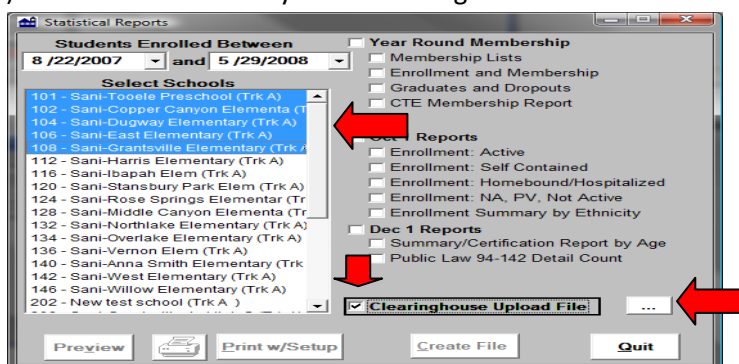 Statistical Reports
Students Enrolled Between
8 /22/2007 and 5 /29/2008
Select Schools
101 - Sani-Tooele Preschool (Trk A)
102 - Sani-Copper Canyon Elementa (T
104 - Sani-Dugway Elementary (Trk A)
106 - Sani-East Elementary (Trk A)
108 - Sani-Grantsville Elementary (Trk A
112 - Sani-Harris Elementary (Trk A)
116 - Sani-Ibapah Elem (Trk A)
120 - Sani-Stansbury Park Elem (Trk A)
124 - Sani-Rose Springs Elementar (Tr
128 - Sani-Middle Canyon Elementa (Tr
132 - Sani-Northlake Elementary (Trk A)
134 - Sani-Overlake Elementary (Trk A)
136 - Sani-Vernon Elem (Trk A)
140 - Sani-Anna Smith Elementary (Trk
142 - Sani-West Elementary (Trk A)
146 - Sani-Willow Elementary (Trk A)
202 - New test school (Trk A )
Year Round Membership
Membership Lists
Enrollment and Membership
Graduates and Dropouts
CTE Membership Report
Oct 1 Reports
Enrollment: Active
Enrollment: Self Contained
Enrollment: Homebound/Hospitalized
Enrollment: NA, PV, Not Active
Enrollment Summary by Ethnicity
Dec 1 Reports
Summary/Certification Report by Age
Public Law 94-142 Detail Count
Clearinghouse Upload File ...
Preview Print w/Setup Create File Quit